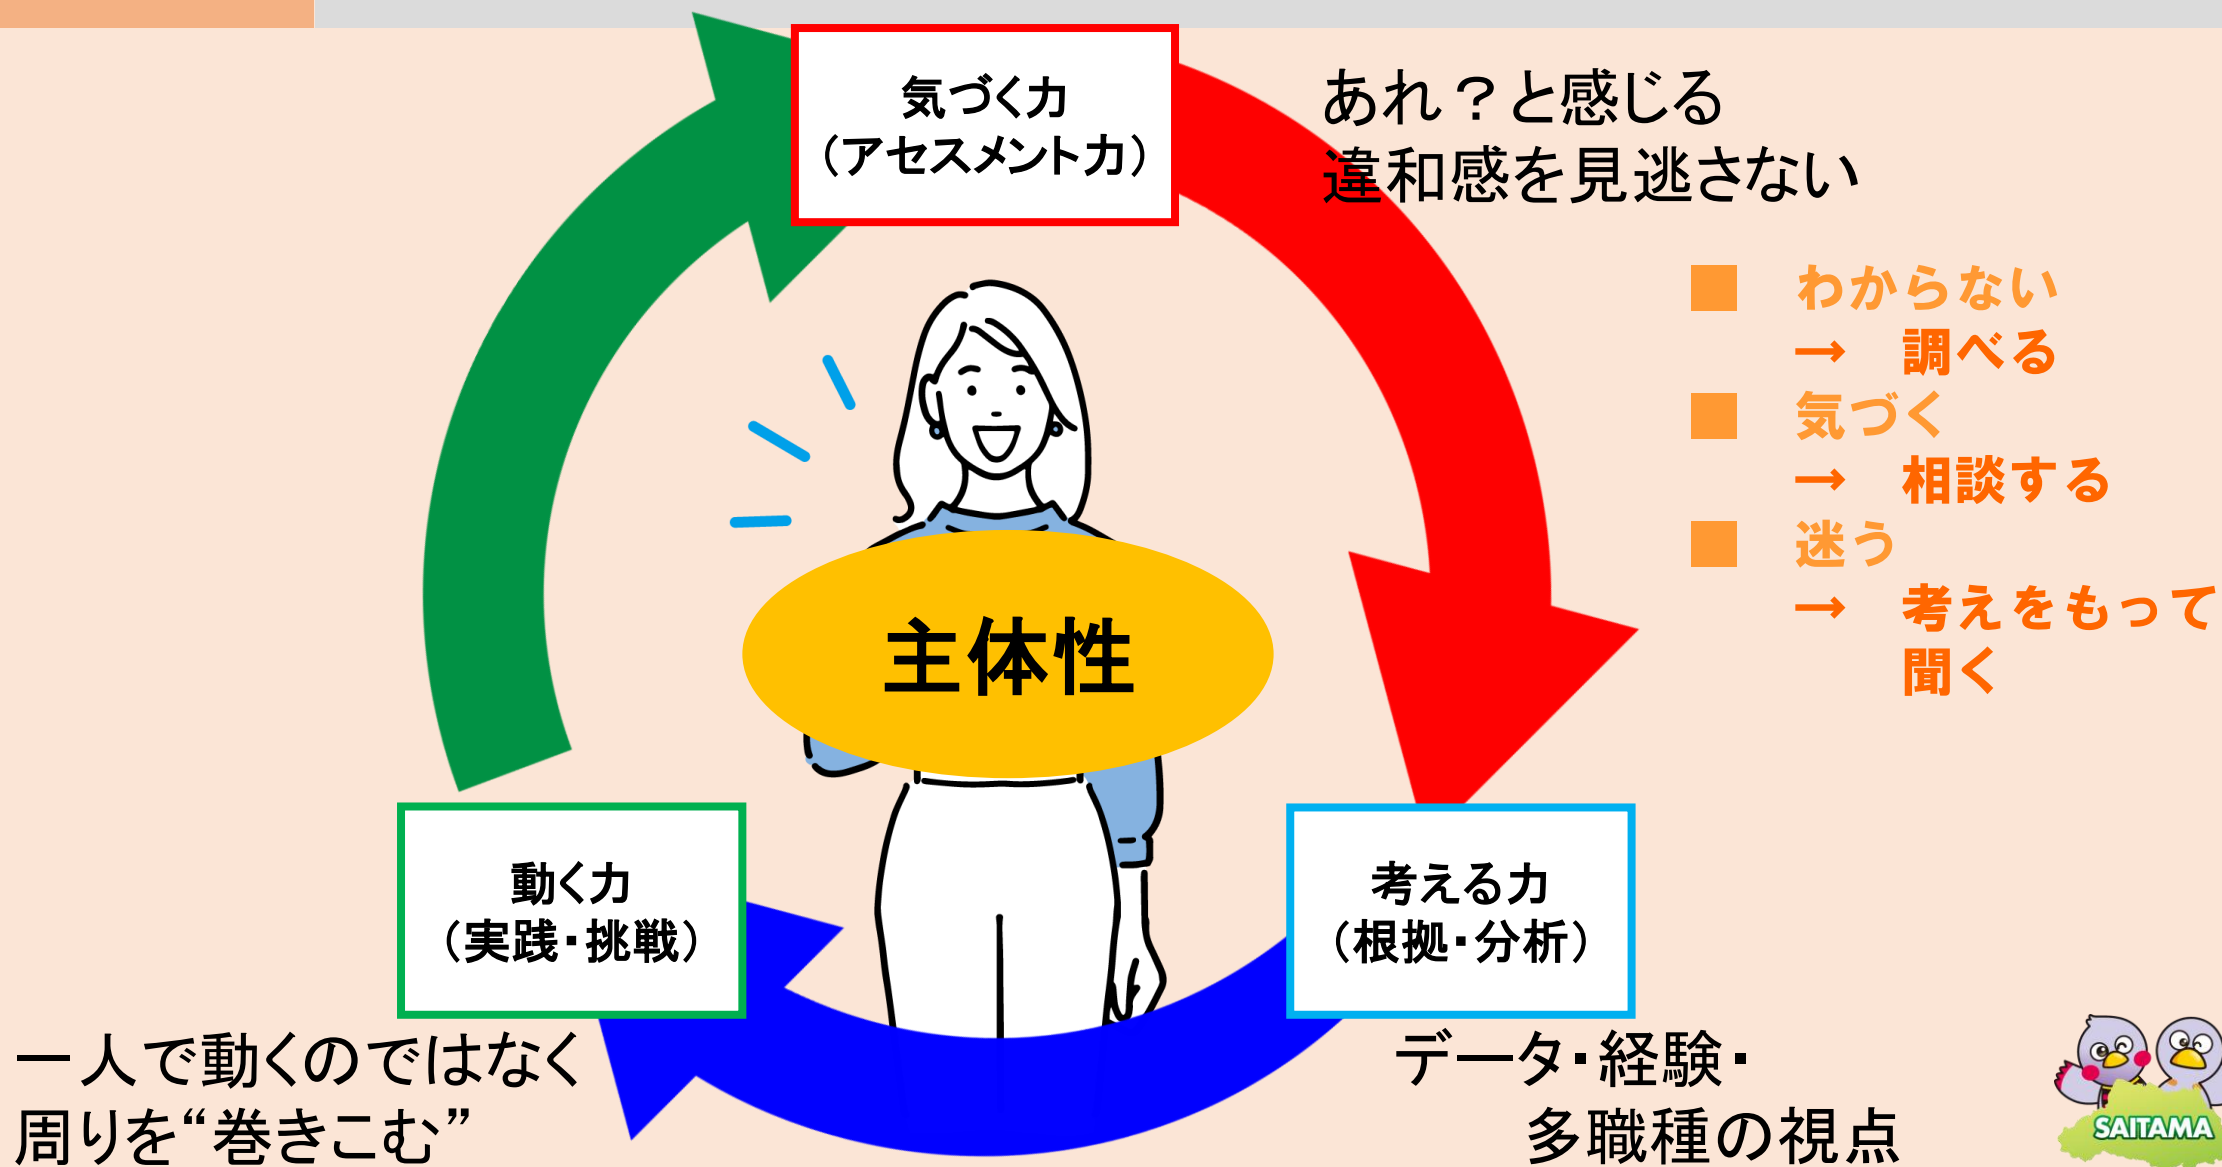 気づく力
（アセスメント力）
あれ？と感じる
違和感を見逃さない
■ わからない
→ 調べる
■ 気づく
→ 相談する
■ 迷う
→ 考えをもって
聞く
主体性
考える力
（根拠・分析）
データ・経験・
多職種の視点
動く力
（実践・挑戦）
一人で動くのではなく
周りを“巻きこむ”
SAITAMA